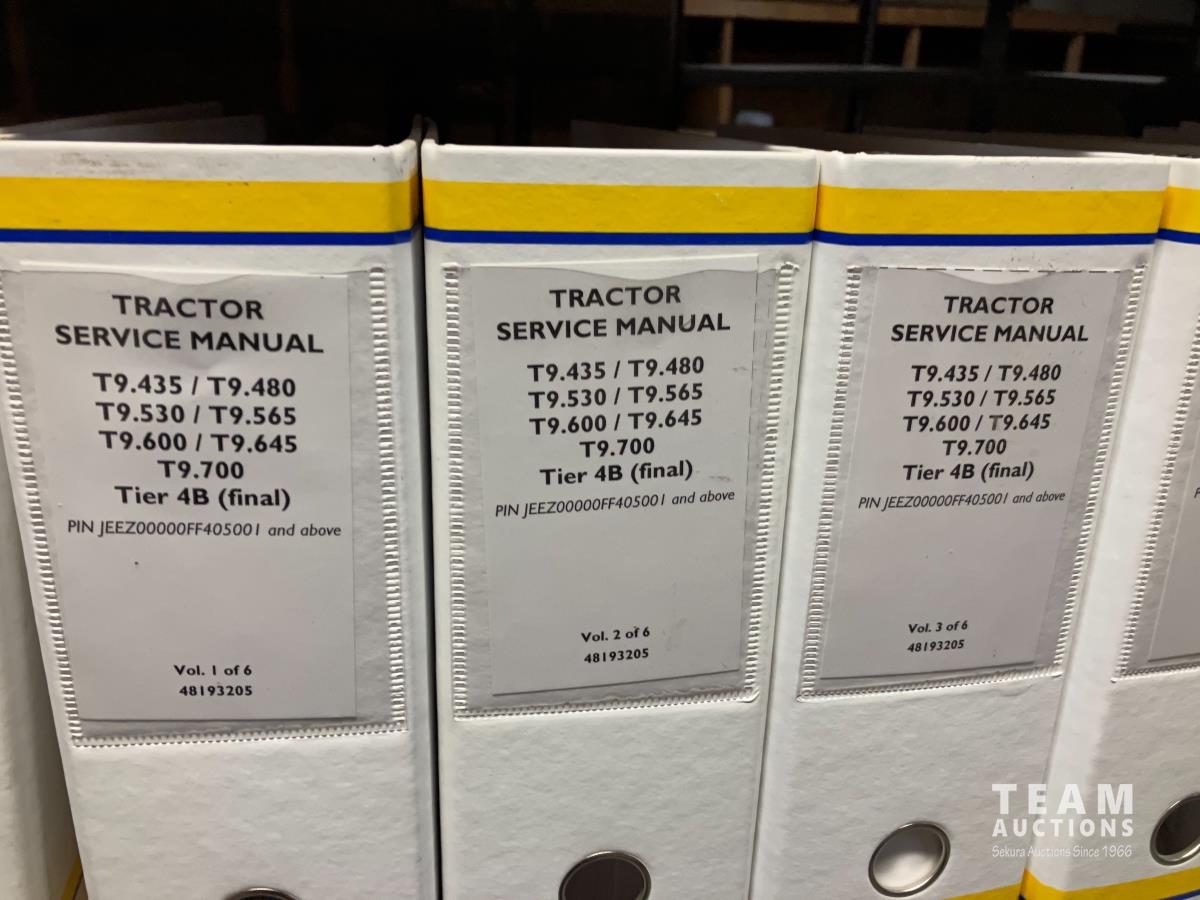 TRACTOR
SERVICE MANUAL
T9.435 / T9.480
T9.530 / T9.565
T9.600 / T9.645
T9.700
Tier 4B (final)
PIN JEEZ00000FF405001 and above
Vol. 1 of 6
48193205
TRACTOR
SERVICE MANUAL
T9.435 / T9.480
T9.530 / T9.565
T9.600 / T9.645
T9.700
Tier 4B (final)
PIN JEEZ00000FF405001 and above
Vol. 2 of 6
48193205
TRACTOR
SERVICE MANUAL
T9.435 / T9.480
T9.530 / T9.565
T9.600 / T9.645
T9.700
Tier 4B (final)
PIN JEEZ00000FF405001 and above
Vol. 3 of 6
48193205
TEAM
AUCTIONS
Sekura Auctions Since 1966